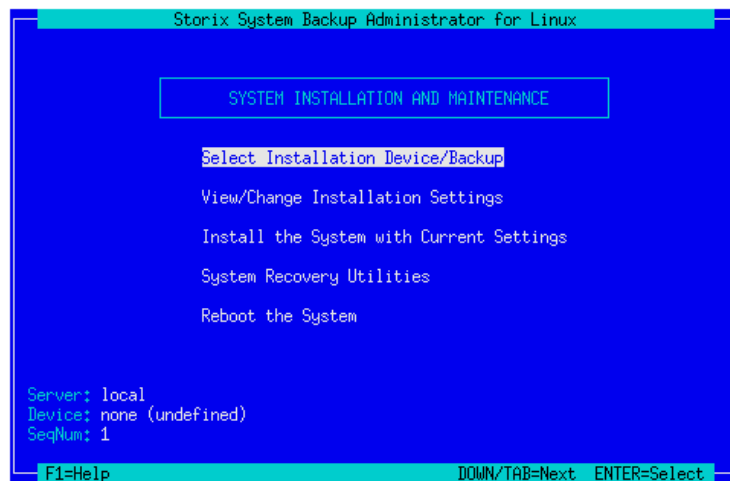 Storix System Backup Administrator for Linux
SYSTEM INSTALLATION AND MAINTENANCE
Select Installation Device/Backup
View/Change Installation Settings
Install the System with Current Settings
System Recovery Utilities
Reboot the System
Server: local
Device: none (undefined)
SeqNum: 1
F1=Help DOWN/TAB=Next ENTER=Select